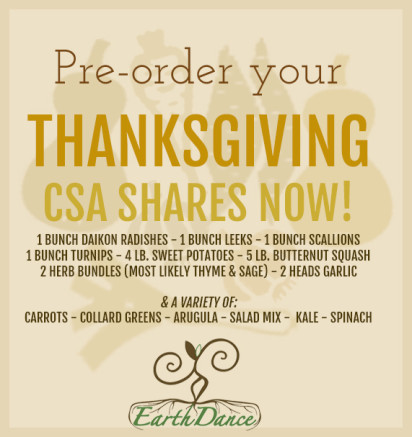 Pre-order your
THANKSGIVING
CSA SHARES NOW!
1 BUNCH DAIKON RADISHES – 1 BUNCH LEEKS – 1 BUNCH SCALLIONS
1 BUNCH TURNIPS – 4 LB. SWEET POTATOES – 5 LB. BUTTERNUT SQUASH
2 HERB BUNDLES (MOST LIKELY THYME & SAGE) – 2 HEADS GARLIC
& A VARIETY OF:
CARROTS – COLLARD GREENS – ARUGULA – SALAD MIX – KALE – SPINACH
EarthDance